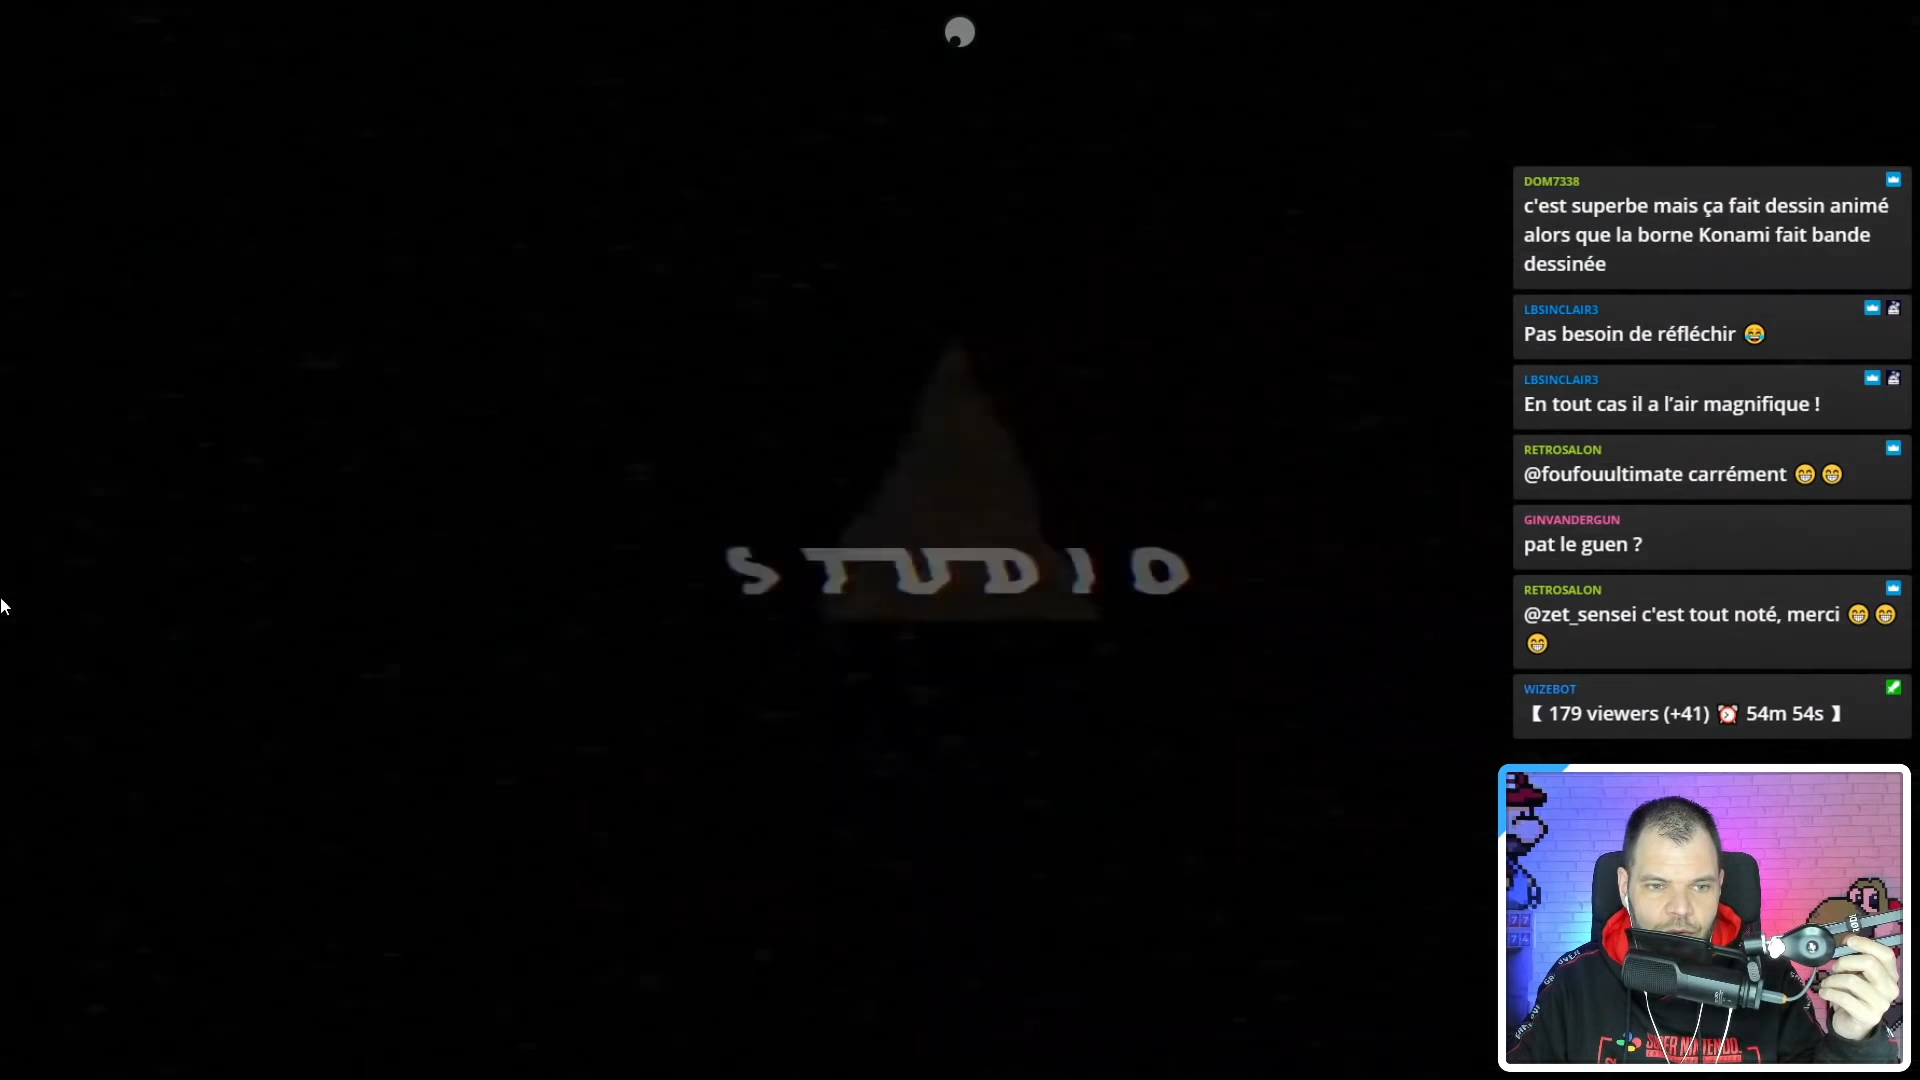 STUDIO
DOM7338
c'est superbe mais ça fait dessin animé
alors que la borne Konami fait bande
dessinée
LBSINCLAIR3
Pas besoin de réfléchir 😂
LBSINCLAIR3
En tout cas il a l’air magnifique !
RETROSALON
@foufouultimate carrément 😁 😁
GINVANDERGUN
pat le guen ?
RETROSALON
@zet_sensei c'est tout noté, merci 😁 😁
😁
WIZEBOT
【 179 viewers (+41) ⏰ 54m 54s 】
SUPER NINTENDO